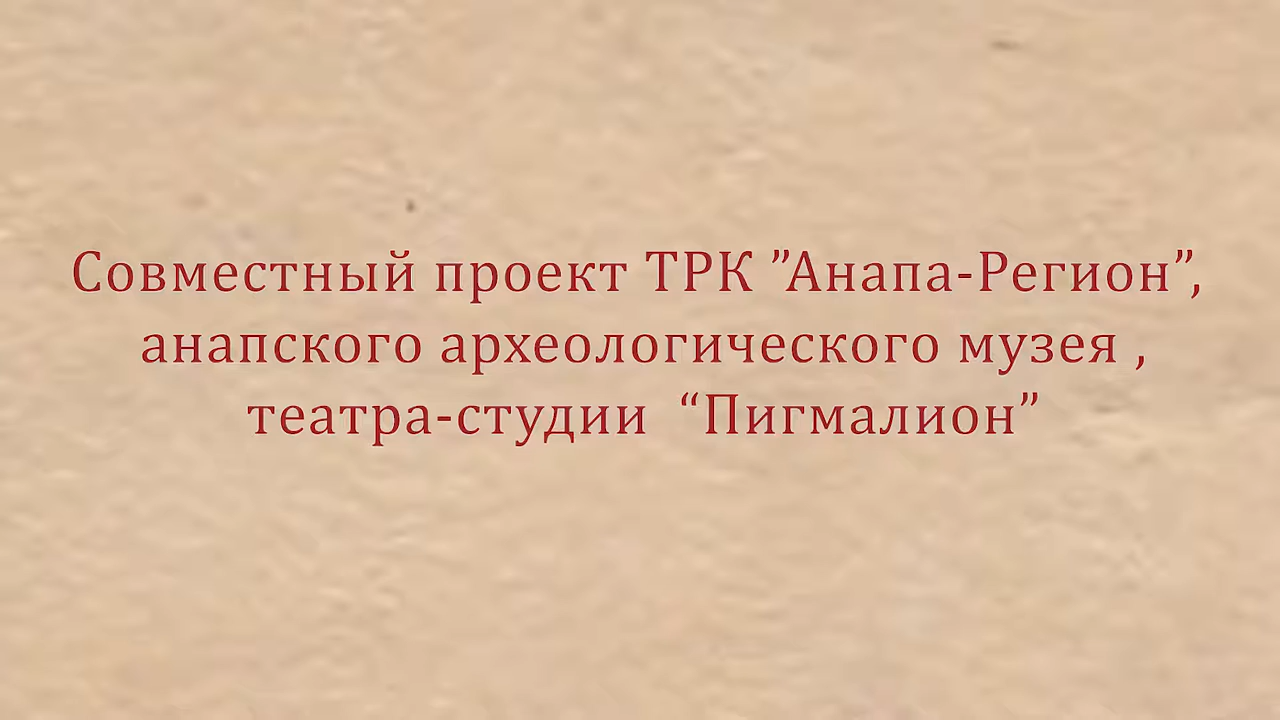 Совместный проект ТРК ”Анапа-Регион”,
анапского археологического музея ,
театра-студии “Пигмалион”